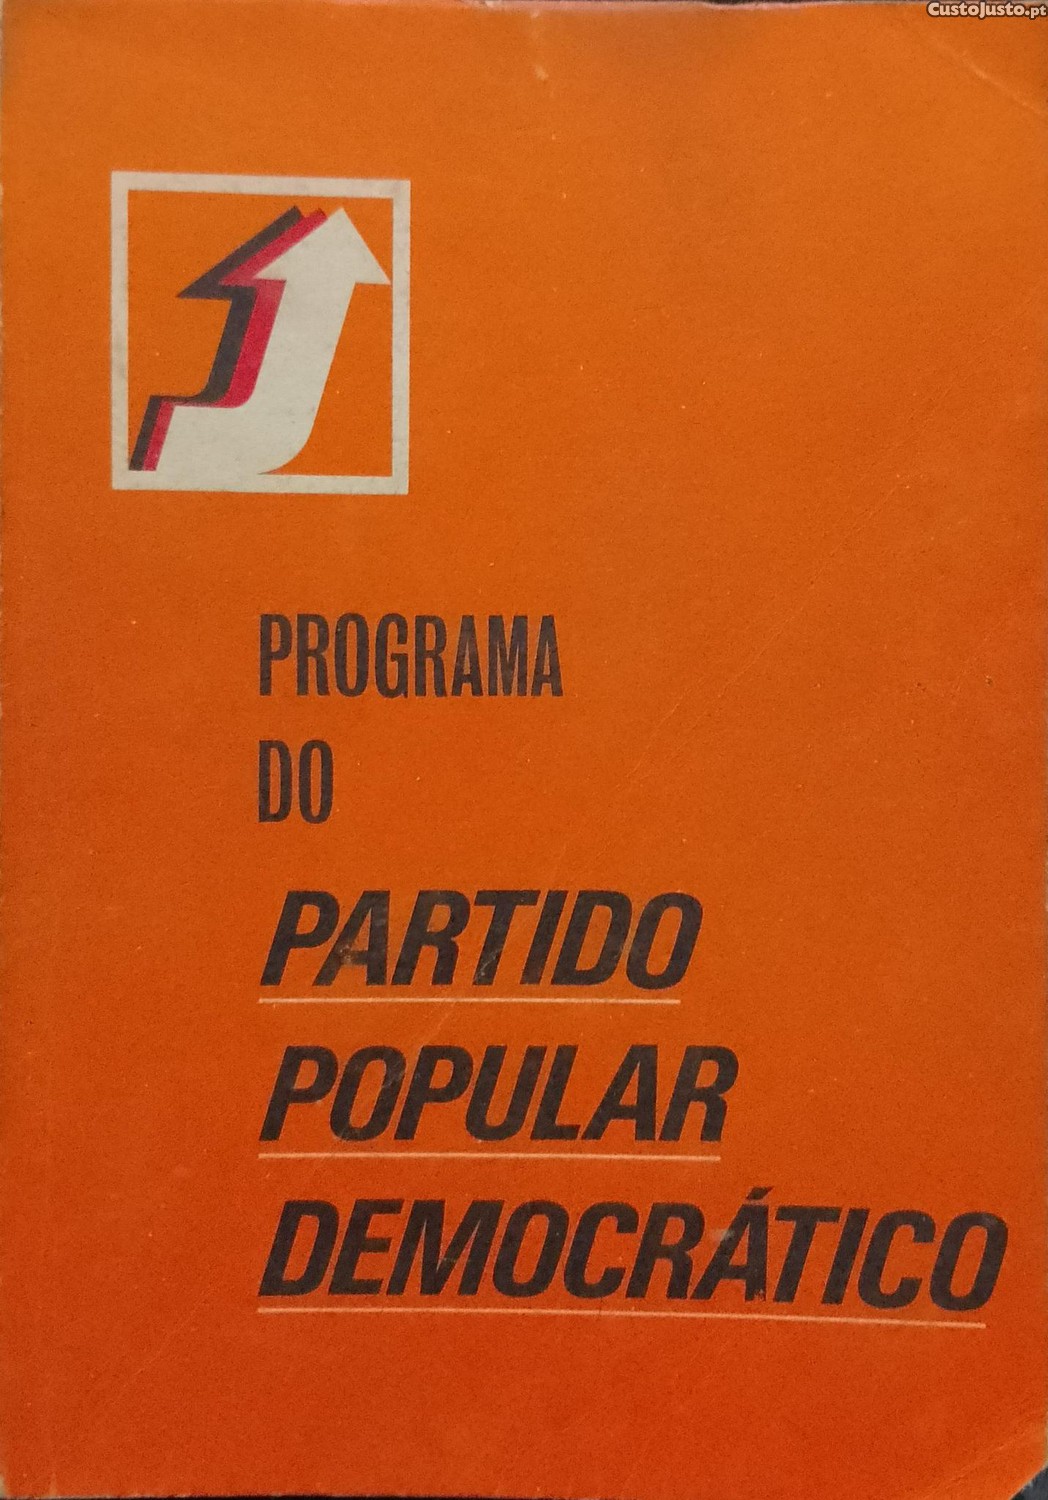 CustoJusto.pt
PROGRAMA
DO
PARTIDO
POPULAR
DEMOCRÁTICO